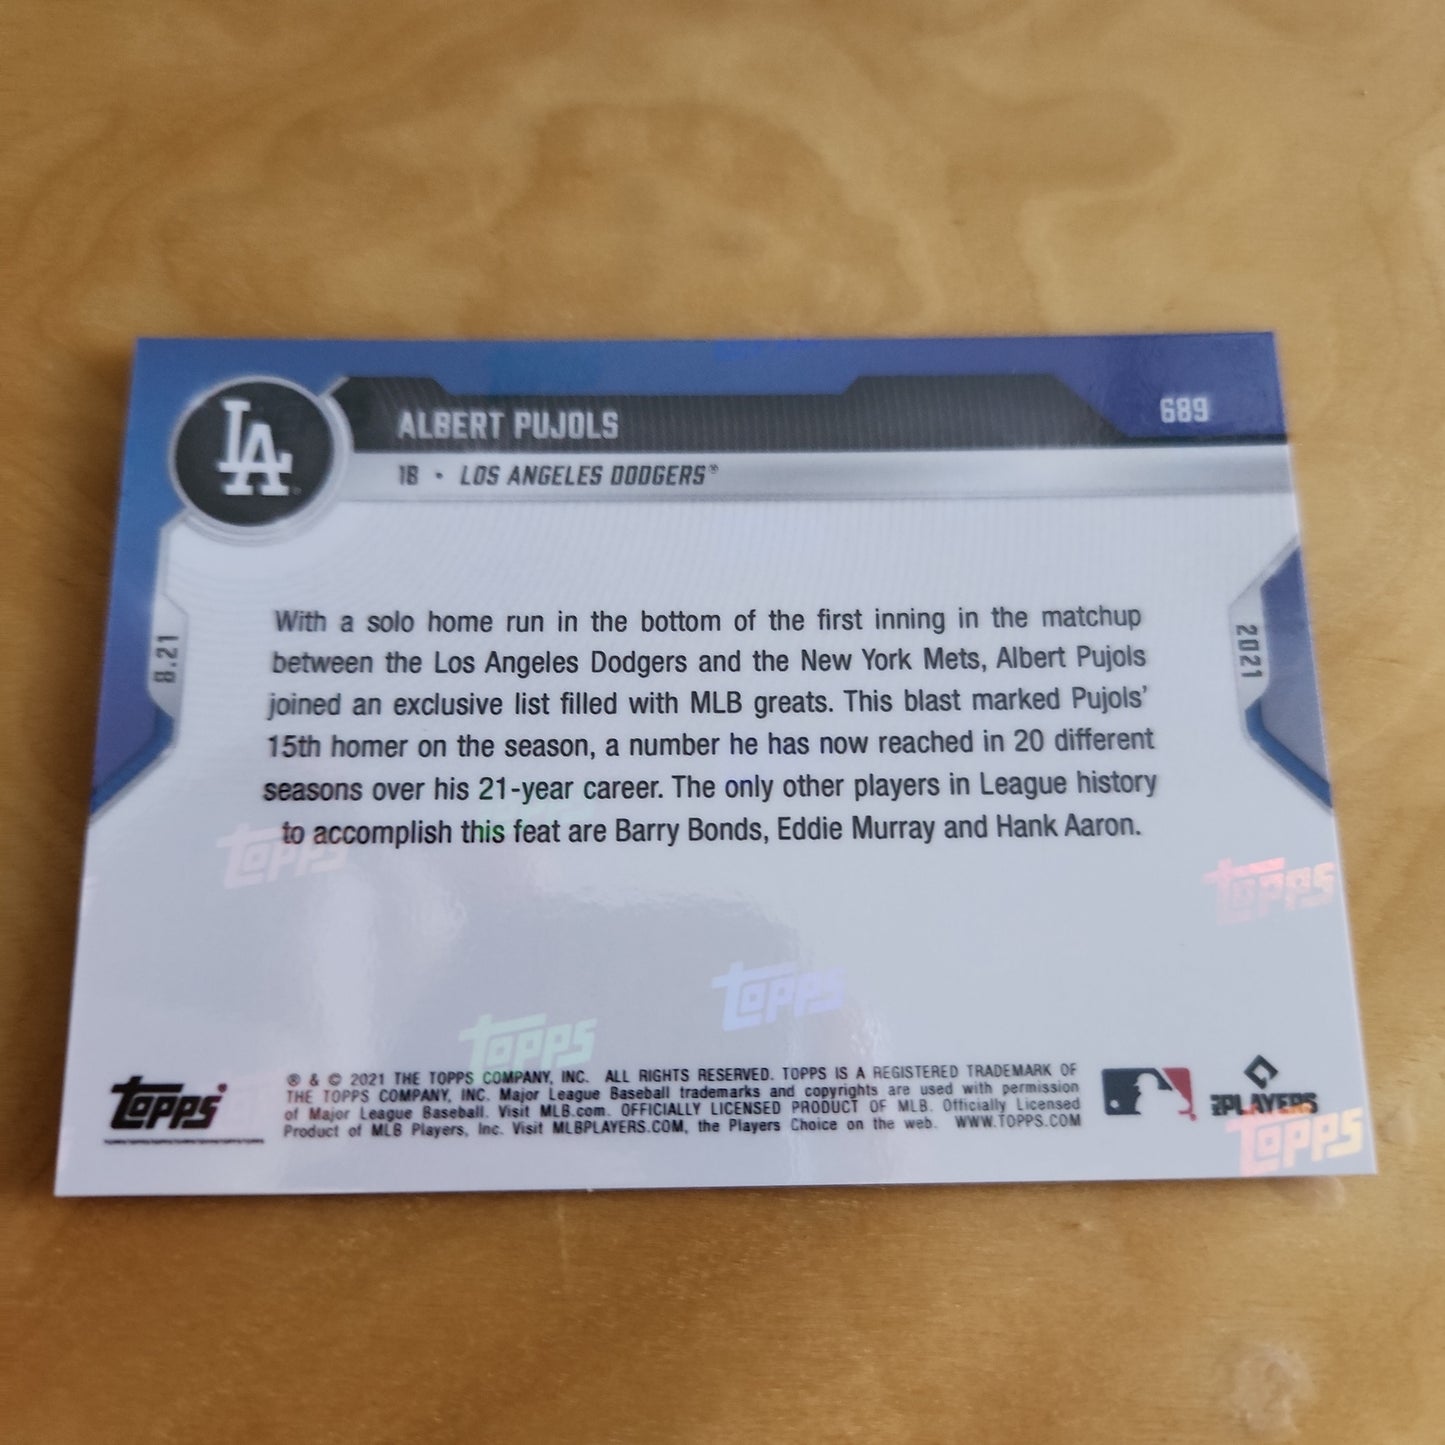 LA
ALBERT PUJOLS
689
1B • LOS ANGELES DODGERS®
8.21
2021
With a solo home run in the bottom of the first inning in the matchup
between the Los Angeles Dodgers and the New York Mets, Albert Pujols
joined an exclusive list filled with MLB greats. This blast marked Pujols'
15th homer on the season, a number he has now reached in 20 different
seasons over his 21-year career. The only other players in League history
to accomplish this feat are Barry Bonds, Eddie Murray and Hank Aaron.
Topps
Topps
Topps
Topps
Topps
® & © 2021 THE TOPPS COMPANY, INC. ALL RIGHTS RESERVED. TOPPS IS A REGISTERED TRADEMARK OF
THE TOPPS COMPANY, INC. Major League Baseball trademarks and copyrights are used with permission
of Major League Baseball. Visit MLB.com. OFFICIALLY LICENSED PRODUCT OF MLB. Officially Licensed
Product of MLB Players, Inc. Visit MLBPLAYERS.COM, the Players Choice on the web. WWW.TOPPS.COM
PLAYERS
Topps